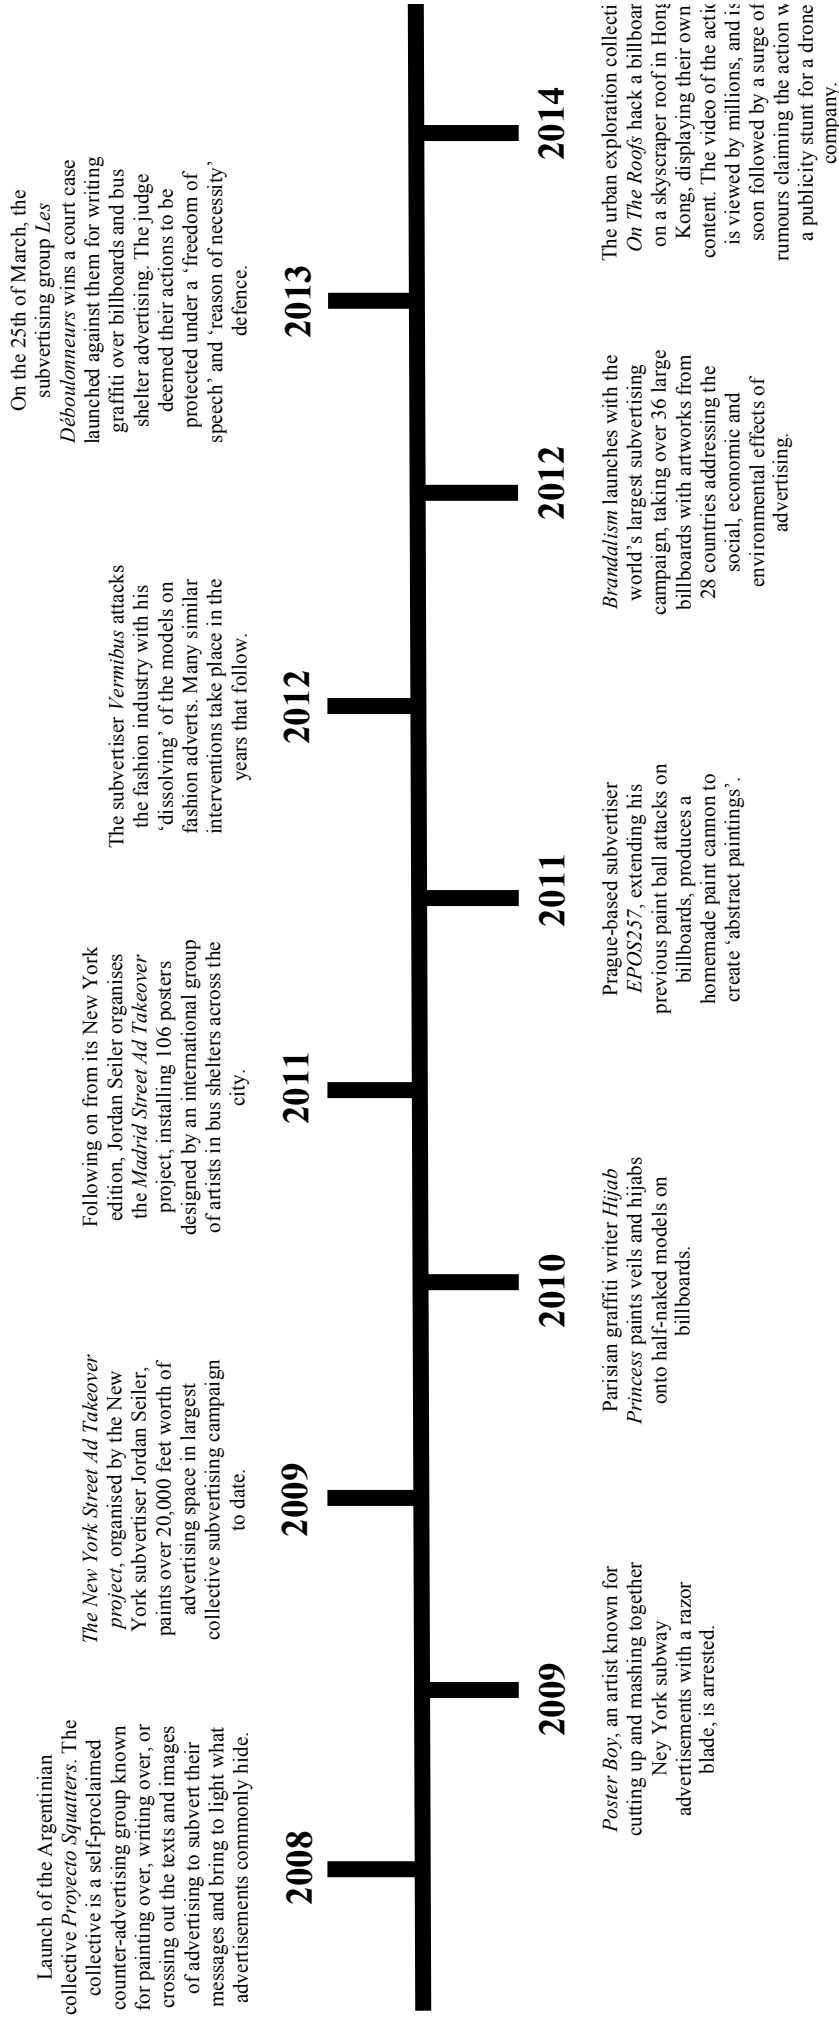 Launch of the Argentinian
collective Proyecto Squatters. The
collective is a self-proclaimed
counter-advertising group known
for painting over, writing over, or
crossing out the texts and images
of advertising to subvert their
messages and bring to light what
advertisements commonly hide.
2008
2009
Poster Boy, an artist known for
cutting up and mashing together
Ney York subway
advertisements with a razor
blade, is arrested.
The New York Street Ad Takeover
project, organised by the New
York subvertiser Jordan Seiler,
paints over 20,000 feet worth of
advertising space in largest
collective subvertising campaign
to date.
2009
2010
Parisian graffiti writer Hijab
Princess paints veils and hijabs
onto half-naked models on
billboards.
Following on from its New York
edition, Jordan Seiler organises
the Madrid Street Ad Takeover
project, installing 106 posters
designed by an international group
of artists in bus shelters across the
city.
2011
2011
Prague-based subvertiser
EPOS257, extending his
previous paint ball attacks on
billboards, produces a
homemade paint cannon to
create ‘abstract paintings’.
The subvertiser Vermibus attacks
the fashion industry with his
‘dissolving’ of the models on
fashion adverts. Many similar
interventions take place in the
years that follow.
2012
2012
Brandalism launches with the
world’s largest subvertising
campaign, taking over 36 large
billboards with artworks from
28 countries addressing the
social, economic and
environmental effects of
advertising.
On the 25th of March, the
subvertising group Les
Déboulonneurs wins a court case
launched against them for writing
graffiti over billboards and bus
shelter advertising. The judge
deemed their actions to be
protected under a ‘freedom of
speech’ and ‘reason of necessity’
defence.
2013
2014
The urban exploration collecti
On The Roofs hack a billboar
on a skyscraper roof in Hong
Kong, displaying their own
content. The video of the
is viewed by millions, and is
soon followed by a surge of
rumours claiming the action w
a publicity stunt for a drone
company.